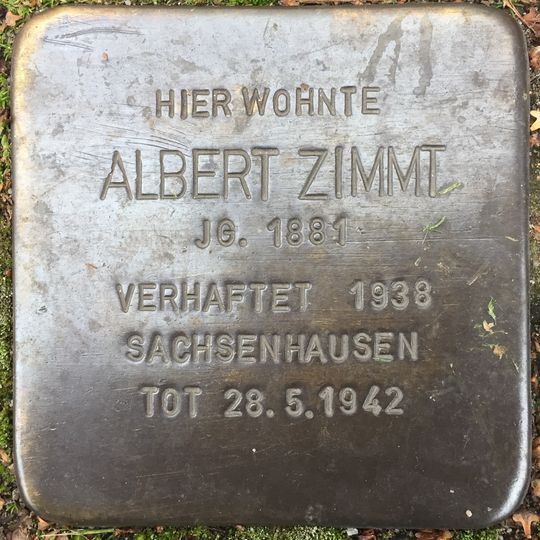 HIER WOHNTE
ALBERT ZIMMT
JG. 1881
VERHAFTET 1938
SACHSENHAUSEN
TOT 28.5.1942